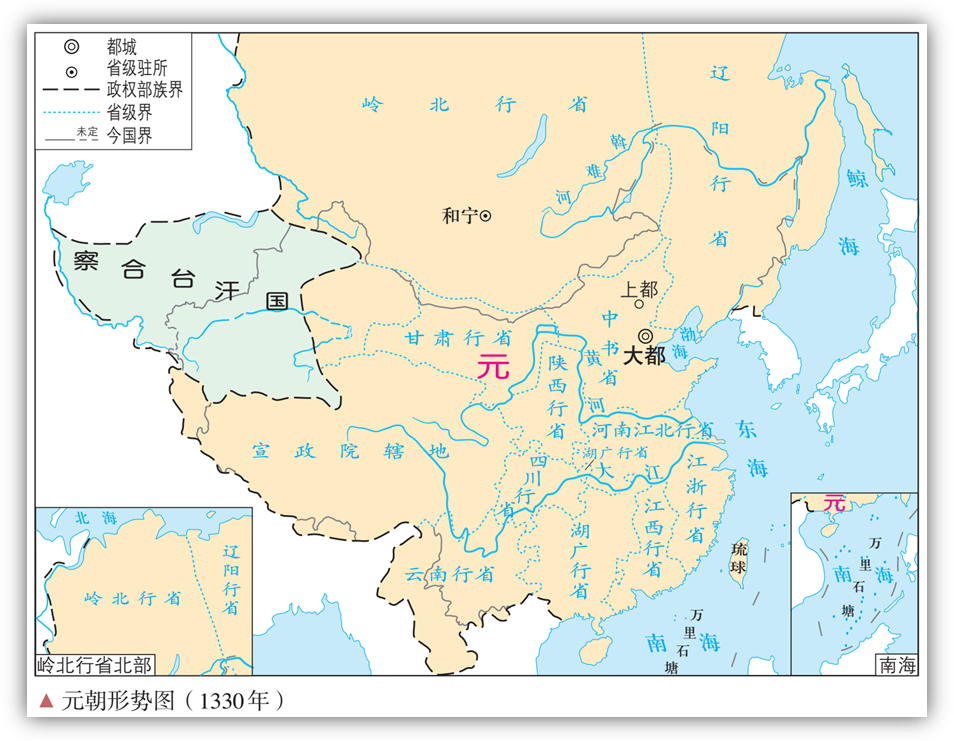 都城
省级驻所
政权部族界
省级界
未定
今国界
岭北行省
辽阳行省
斡难河
鲸海
和宁
察合台汗国
上都
大都
中书省
渤海
甘肃行省
元
陕西行省
黄河
河南江北行省
东海
宣政院辖地
四川行省
湖广行省
大江
江浙行省
江西行省
湖广行省
云南行省
琉球
南海
万里石塘
北海
岭北行省
辽阳行省
岭北行省北部
元
万里石塘
南海
南海
▲ 元朝形势图（1330年）